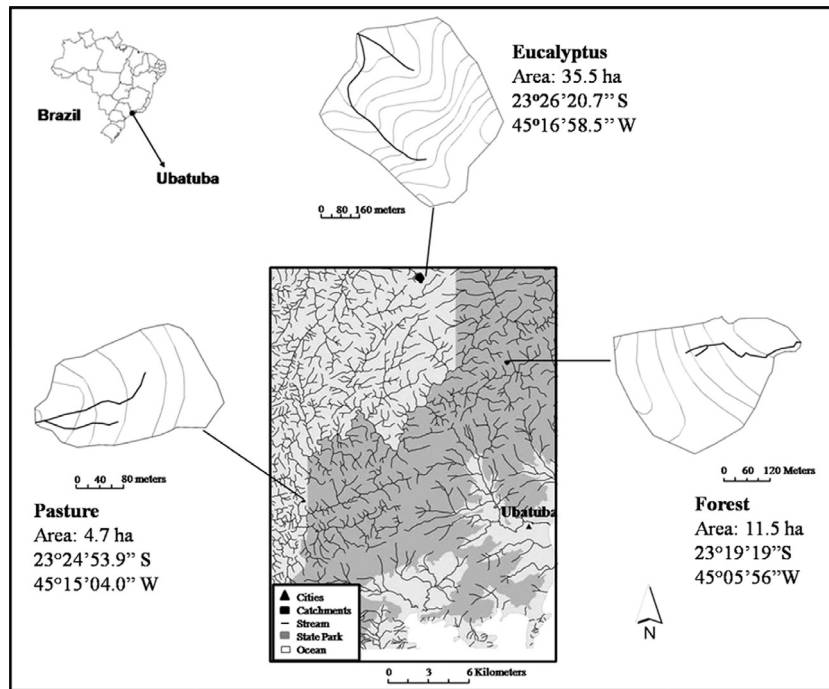 Brazil
Ubatuba
Eucalyptus
Area: 35.5 ha
23º26'20.7'' S
45º16'58.5'' W
0 80 160 meters
0 40 80 meters
Pasture
Area: 4.7 ha
23º24'53.9'' S
45º15'04.0'' W
0 60 120 Meters
Forest
Area: 11.5 ha
23º19'19''S
45º05'56''W
Ubatuba
Cities
Catchments
Stream
State Park
Ocean
0 3 6 Kilometers
N